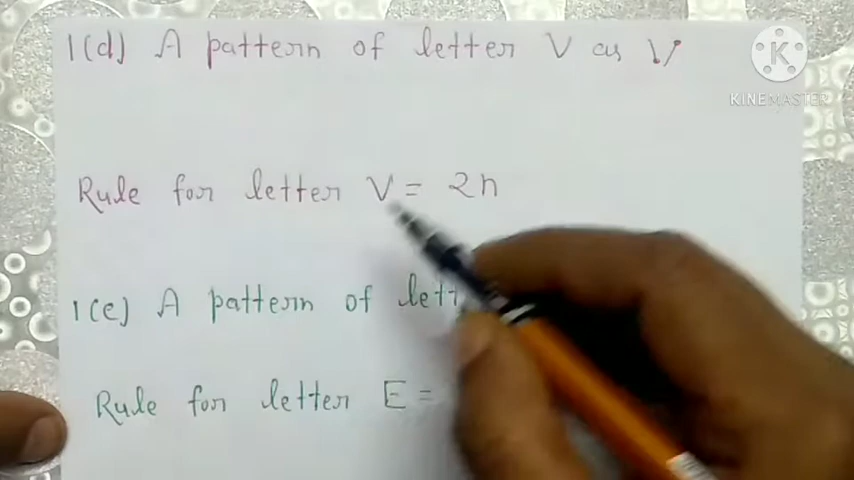 1(d) A pattern of letter V as V
KINEMASTER
Rule for letter V = 2n
1(e) A pattern of lett
Rule for letter E =